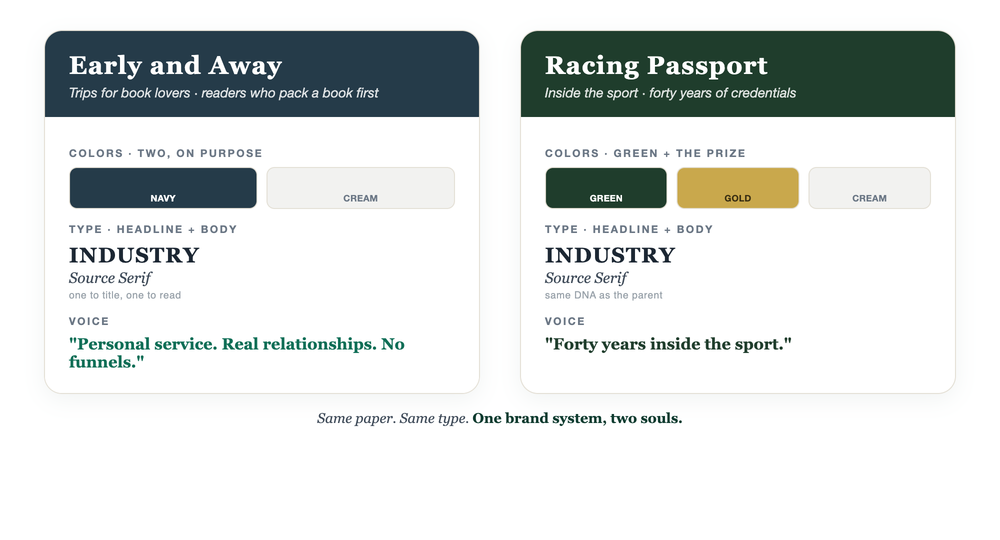 Early and Away
Trips for book lovers · readers who pack a book first
COLORS · TWO, ON PURPOSE
NAVY
CREAM
TYPE · HEADLINE + BODY
INDUSTRY
Source Serif
one to title, one to read
VOICE
"Personal service. Real relationships. No
funnels."
Racing Passport
Inside the sport · forty years of credentials
COLORS · GREEN + THE PRIZE
GREEN
GOLD
CREAM
TYPE · HEADLINE + BODY
INDUSTRY
Source Serif
same DNA as the parent
VOICE
"Forty years inside the sport."
Same paper. Same type. One brand system, two souls.